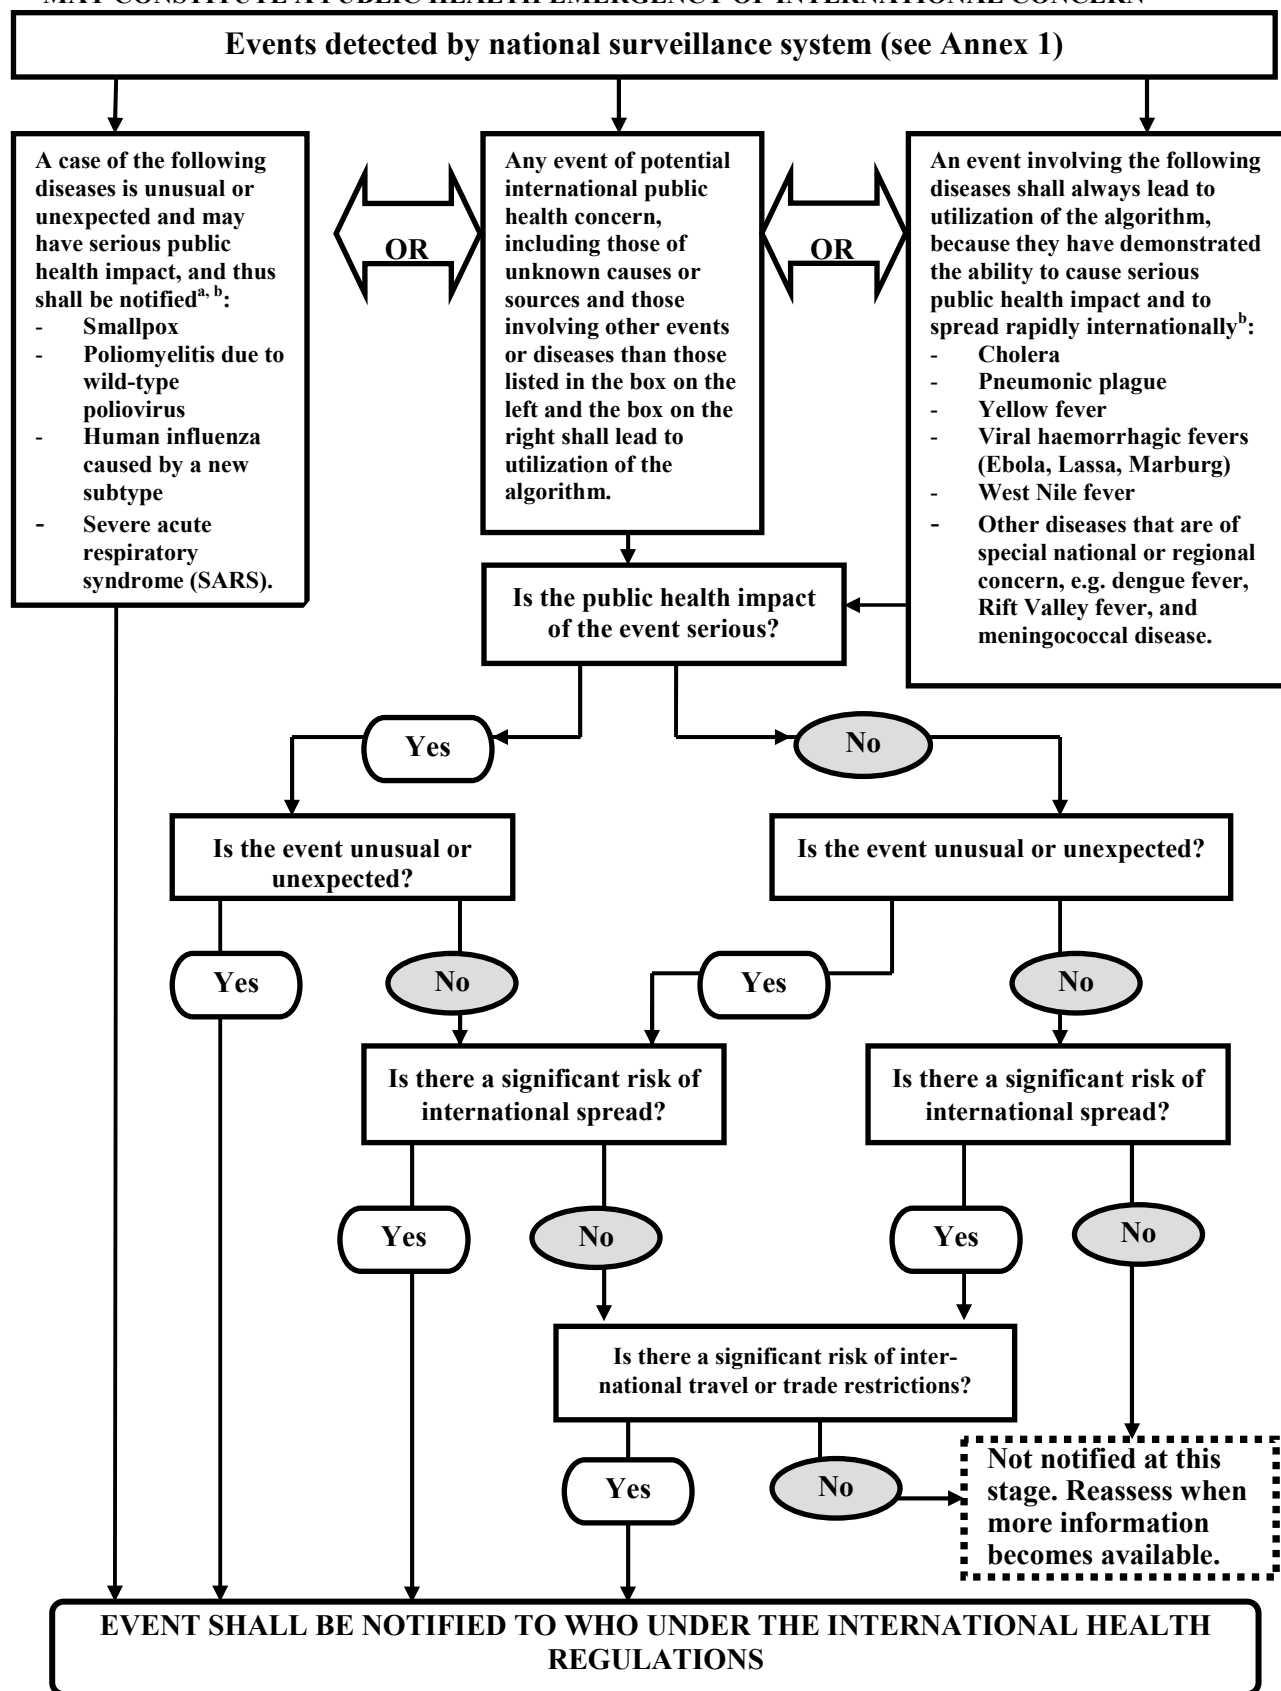 MAY CONSTITUTE A PUBLIC HEALTH EMERGENCY OF INTERNATIONAL CONCERN
Events detected by national surveillance system (see Annex 1)
A case of the following
diseases is unusual or
unexpected and may
have serious public
health impact, and thus
shall be notifiedᵃ, ᵇ:
- Smallpox
- Poliomyelitis due to
wild-type
poliovirus
- Human influenza
caused by a new
subtype
- Severe acute
respiratory
syndrome (SARS).
OR
Any event of potential
international public
health concern,
including those of
unknown causes or
sources and those
involving other events
or diseases than those
listed in the box on the
left and the box on the
right shall lead to
utilization of the
algorithm.
OR
An event involving the following
diseases shall always lead to
utilization of the algorithm,
because they have demonstrated
the ability to cause serious
public health impact and to
spread rapidly internationallyᵇ:
- Cholera
- Pneumonic plague
- Yellow fever
- Viral haemorrhagic fevers
(Ebola, Lassa, Marburg)
- West Nile fever
- Other diseases that are of
special national or regional
concern, e.g. dengue fever,
Rift Valley fever, and
meningococcal disease.
Is the public health impact
of the event serious?
Yes
No
Is the event unusual or
unexpected?
Is the event unusual or unexpected?
Yes
No
Yes
No
Is there a significant risk of
international spread?
Is there a significant risk of
international spread?
Yes
No
Yes
No
Is there a significant risk of inter-
national travel or trade restrictions?
Yes
No
Not notified at this
stage. Reassess when
more information
becomes available.
EVENT SHALL BE NOTIFIED TO WHO UNDER THE INTERNATIONAL HEALTH
REGULATIONS